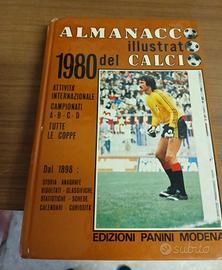 ALMANACCO
illustrato
1980 del CALCIO
ATTIVITÀ
INTERNAZIONALE
CAMPIONATI
A-B-C-D
TUTTE
LE COPPE
Dal 1898 :
STORIA - ANAGRAFE
RISULTATI - CLASSIFICHE
STATISTICHE - SCHEDE
CALENDARI - CURIOSITÀ
EDIZIONI PANINI MODENA
subito